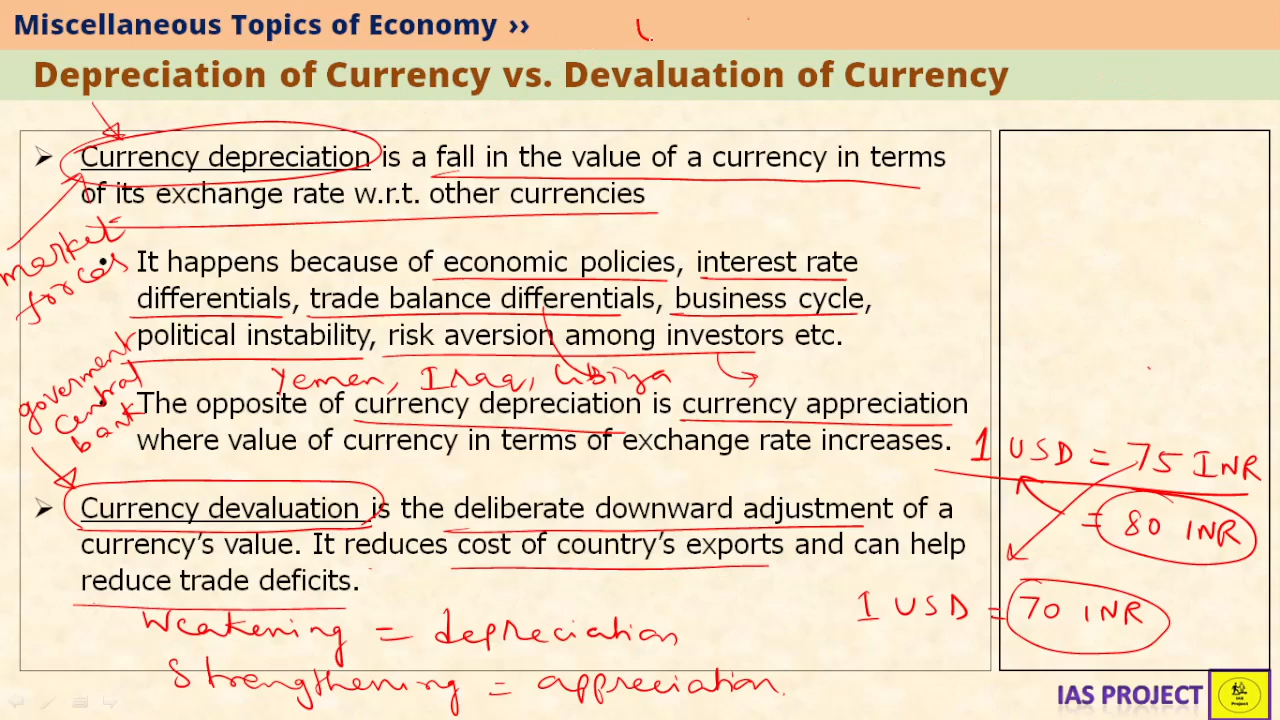 Miscellaneous Topics of Economy ››
Depreciation of Currency vs. Devaluation of Currency
➢ Currency depreciation is a fall in the value of a currency in terms
of its exchange rate w.r.t. other currencies
market
forces
• It happens because of economic policies, interest rate
differentials, trade balance differentials, business cycle,
political instability, risk aversion among investors etc.
Yemen, Iraq, Libiya
goverment
central
bank
• The opposite of currency depreciation is currency appreciation
where value of currency in terms of exchange rate increases.
1 USD = 75 INR
= 80 INR
➢ Currency devaluation is the deliberate downward adjustment of a
currency's value. It reduces cost of country's exports and can help
reduce trade deficits.
1 USD = 70 INR
Weakening = depreciation
Strengthening = appreciation.
IAS PROJECT
IAS
Project